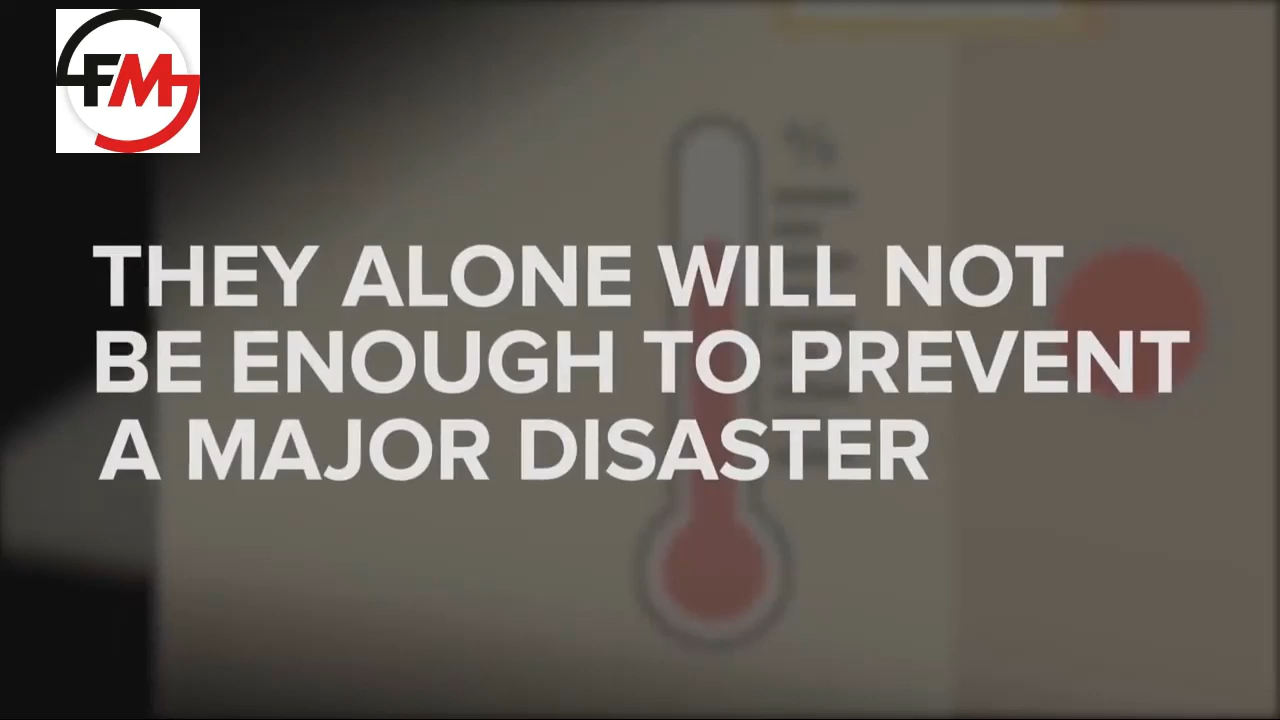 FM
THEY ALONE WILL NOT
BE ENOUGH TO PREVENT
A MAJOR DISASTER